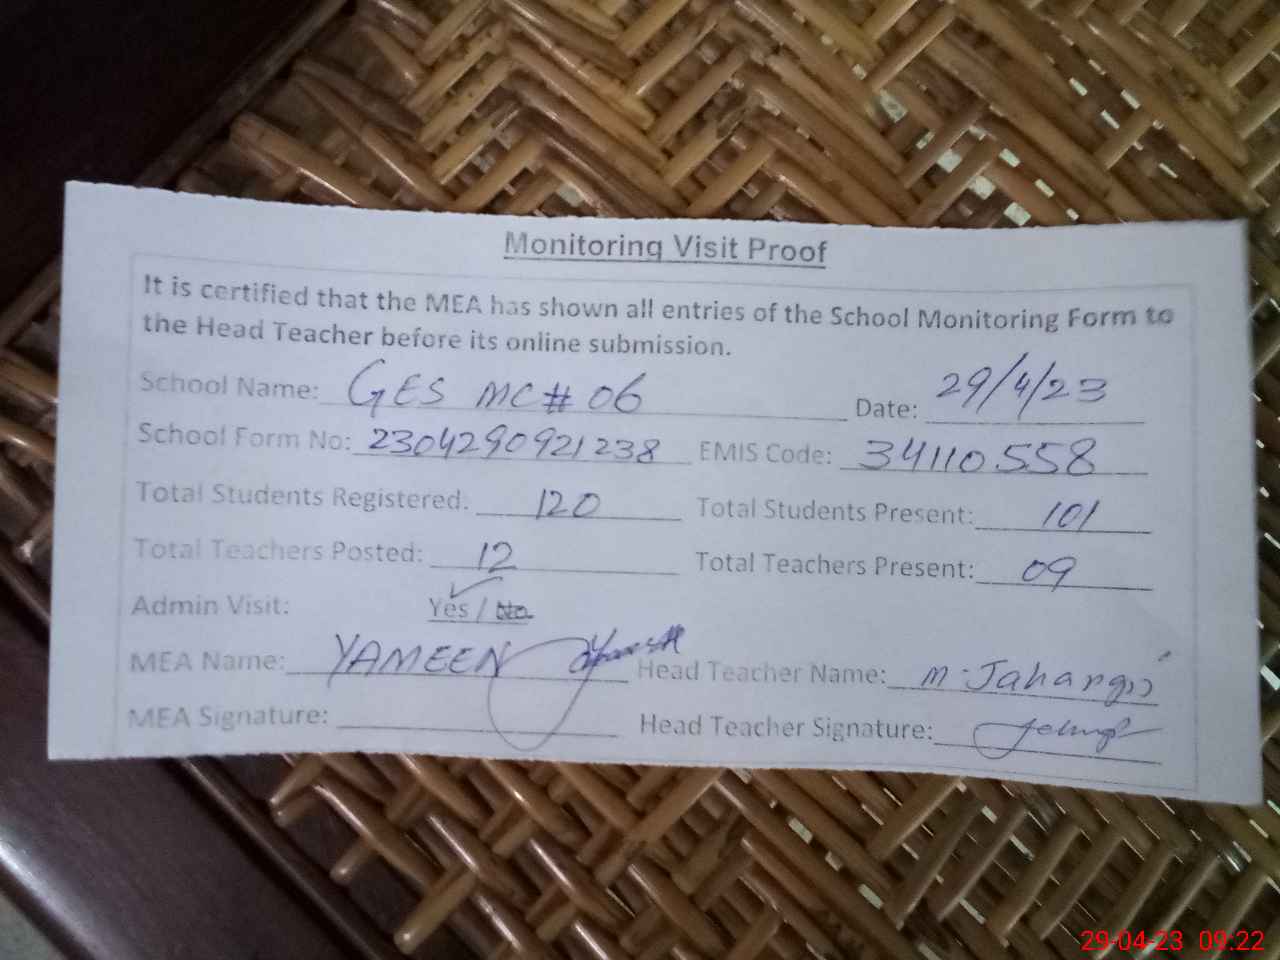 Monitoring Visit Proof
It is certified that the MEA has shown all entries of the School Monitoring Form to
the Head Teacher before its online submission.
School Name: GES MC# 06 Date: 29/4/23
School Form No: 2304290921238 EMIS Code: 34110558
Total Students Registered: 120 Total Students Present: 101
Total Teachers Posted: 12 Total Teachers Present: 09
Admin Visit: Yes / No
MEA Name: YAMEEN Head Teacher Name: M. Jahangir
MEA Signature: Head Teacher Signature:
29-04-23 09:22